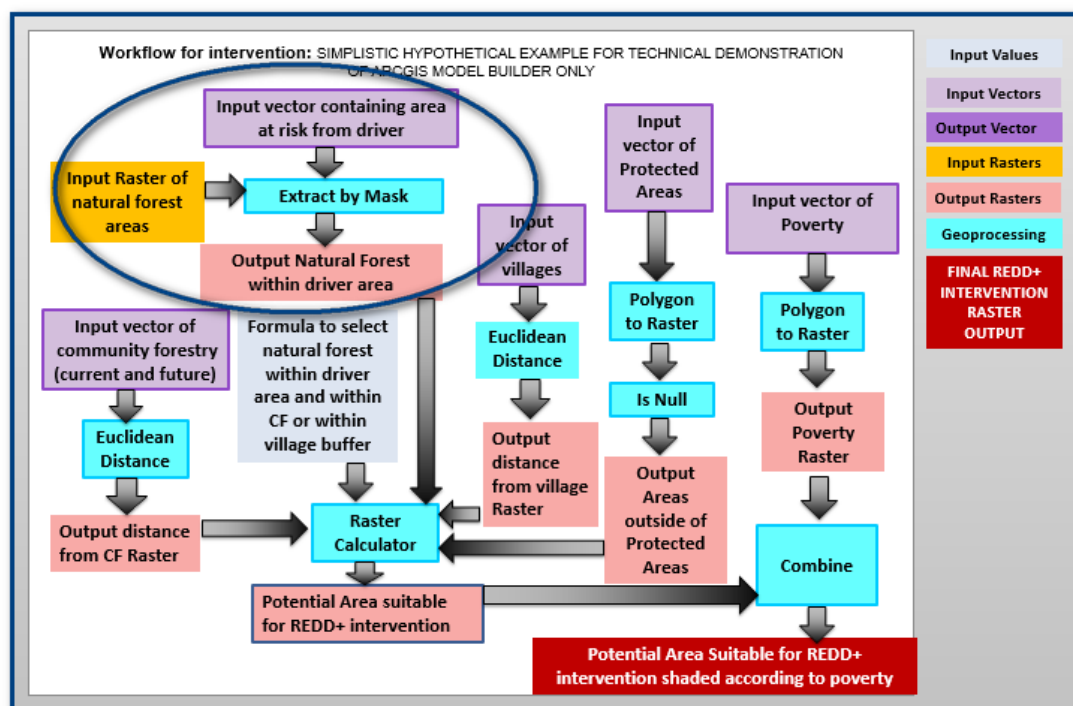 Workflow for intervention: SIMPLISTIC HYPOTHETICAL EXAMPLE FOR TECHNICAL DEMONSTRATION
OF ARCGIS MODEL BUILDER ONLY
Input vector containing area
at risk from driver
Input Raster of
natural forest
areas
Extract by Mask
Output Natural Forest
within driver area
Input vector of
community forestry
(current and future)
Euclidean
Distance
Output distance
from CF Raster
Formula to select
natural forest
within driver
area and within
CF or within
village buffer
Raster
Calculator
Potential Area suitable
for REDD+ intervention
Input
vector of
villages
Euclidean
Distance
Output
distance
from village
Raster
Input
vector of
Protected
Areas
Polygon
to Raster
Is Null
Output
Areas
outside of
Protected
Areas
Input vector of
Poverty
Polygon
to Raster
Output
Poverty
Raster
Combine
Potential Area Suitable for REDD+
intervention shaded according to poverty
Input Values
Input Vectors
Output Vector
Input Rasters
Output Rasters
Geoprocessing
FINAL REDD+
INTERVENTION
RASTER
OUTPUT